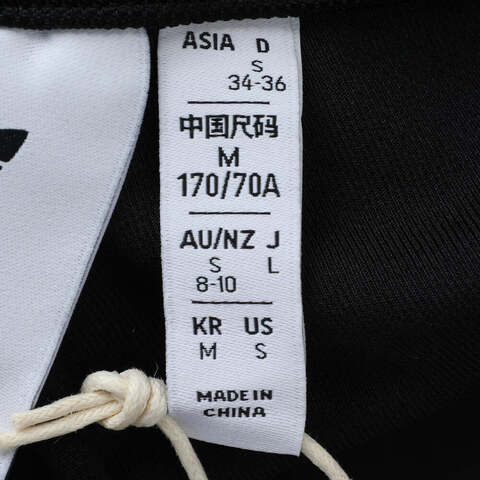 ASIA D
S
34-36
中国尺码
M
170/70A
AU/NZ J
S L
8-10
KR US
M S
MADE IN
CHINA